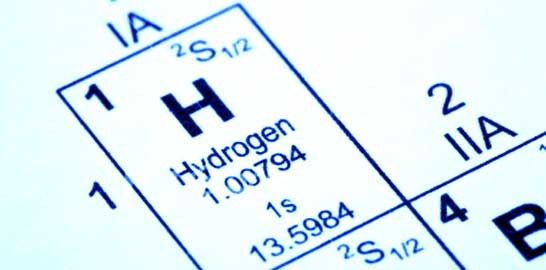 IA
1
²S₁/₂
H
Hydrogen
1.00794
1s
13.5984
1
2
IIA
²S₁/₂
4
B